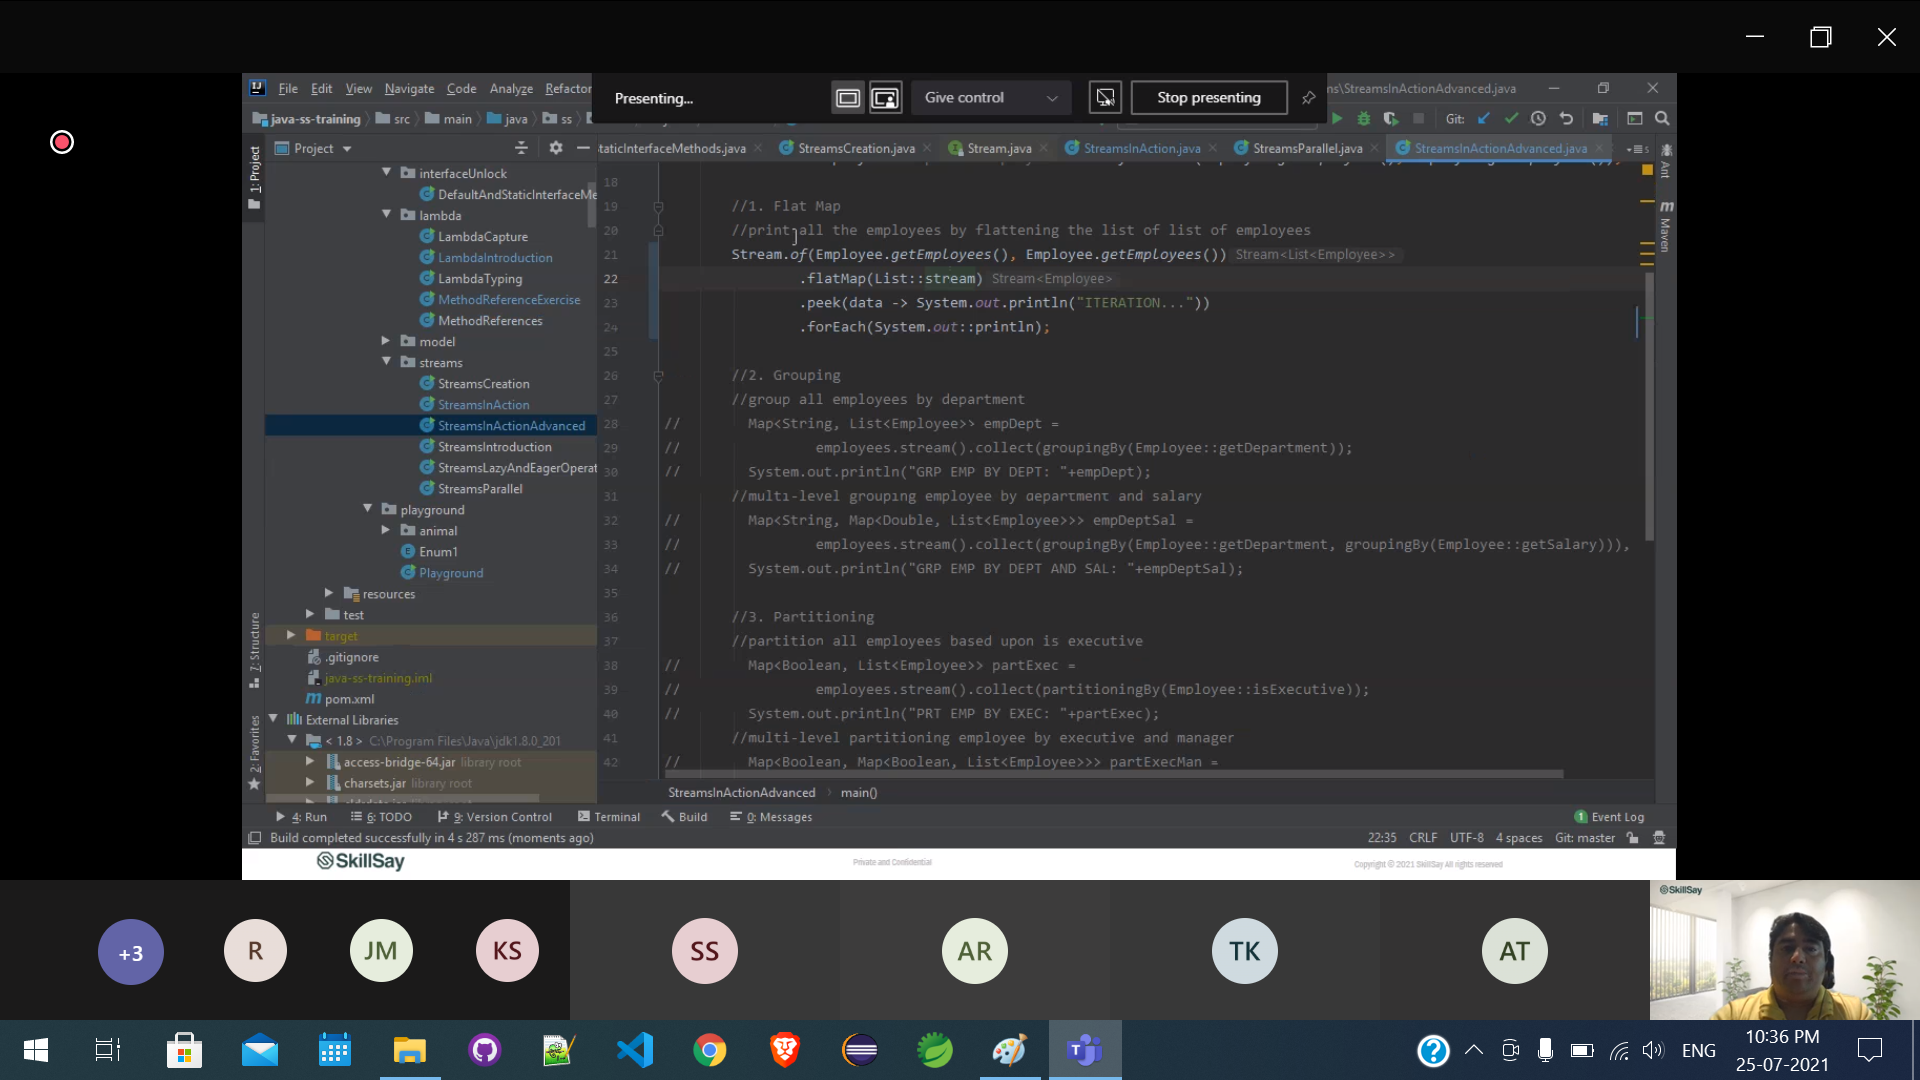 File Edit View Navigate Code Analyze Refactor
Presenting...
Give control
Stop presenting
ns\StreamsInActionAdvanced.java
java-ss-training src main java ss
Git:
1: Project
Project
taticInterfaceMethods.java
StreamsCreation.java
Stream.java
StreamsInAction.java
StreamsParallel.java
StreamsInActionAdvanced.java
Ant
Maven
interfaceUnlock
DefaultAndStaticInterfaceMe
lambda
LambdaCapture
LambdaIntroduction
LambdaTyping
MethodReferenceExercise
MethodReferences
model
streams
StreamsCreation
StreamsInAction
StreamsInActionAdvanced
StreamsIntroduction
StreamsLazyAndEagerOperat
StreamsParallel
playground
animal
Enum1
Playground
resources
test
target
.gitignore
java-ss-training.iml
pom.xml
External Libraries
< 1.8 > C:\Program Files\Java\jdk1.8.0_201
access-bridge-64.jar library root
charsets.jar library root
7: Structure
2: Favorites
18
19 //1. Flat Map
20 //print all the employees by flattening the list of list of employees
21 Stream.of(Employee.getEmployees(), Employee.getEmployees()) Stream<List<Employee>>
22 .flatMap(List::stream) Stream<Employee>
23 .peek(data -> System.out.println("ITERATION..."))
24 .forEach(System.out::println);
25
26 //2. Grouping
27 //group all employees by department
28 // Map<String, List<Employee>> empDept =
29 // employees.stream().collect(groupingBy(Employee::getDepartment));
30 // System.out.println("GRP EMP BY DEPT: "+empDept);
31 //multi-level grouping employee by department and salary
32 // Map<String, Map<Double, List<Employee>>> empDeptSal =
33 // employees.stream().collect(groupingBy(Employee::getDepartment, groupingBy(Employee::getSalary))),
34 // System.out.println("GRP EMP BY DEPT AND SAL: "+empDeptSal);
35
36 //3. Partitioning
37 //partition all employees based upon is executive
38 // Map<Boolean, List<Employee>> partExec =
39 // employees.stream().collect(partitioningBy(Employee::isExecutive));
40 // System.out.println("PRT EMP BY EXEC: "+partExec);
41 //multi-level partitioning employee by executive and manager
42 // Map<Boolean, Map<Boolean, List<Employee>>> partExecMan =
StreamsInActionAdvanced main()
4: Run 6: TODO 9: Version Control Terminal Build 0: Messages
1 Event Log
Build completed successfully in 4 s 287 ms (moments ago)
22:35 CRLF UTF-8 4 spaces Git: master
SkillSay
Private and Confidential
Copyright © 2021 SkillSay All rights reserved
+3 R JM KS SS AR TK AT
SkillSay
ENG
10:36 PM
25-07-2021